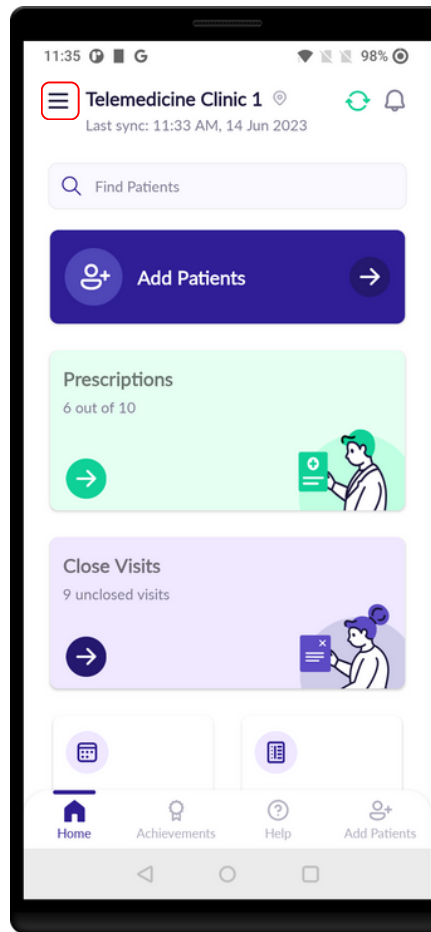 11:35 G 98%
Telemedicine Clinic 1
Last sync: 11:33 AM, 14 Jun 2023
Find Patients
Add Patients
Prescriptions
6 out of 10
Close Visits
9 unclosed visits
Home Achievements Help Add Patients